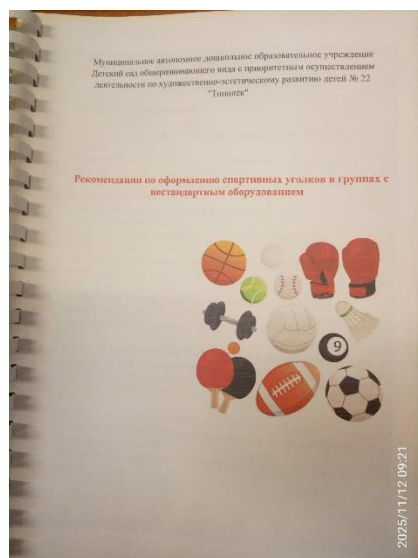 Муниципальное автономное дошкольное образовательное учреждение
Детский сад общеразвивающего вида с приоритетным осуществлением
деятельности по художественно-эстетическому развитию детей № 22
"Тополёк"
Рекомендации по оформлению спортивных уголков в группах с
нестандартным оборудованием
9
2025/11/12 09:21